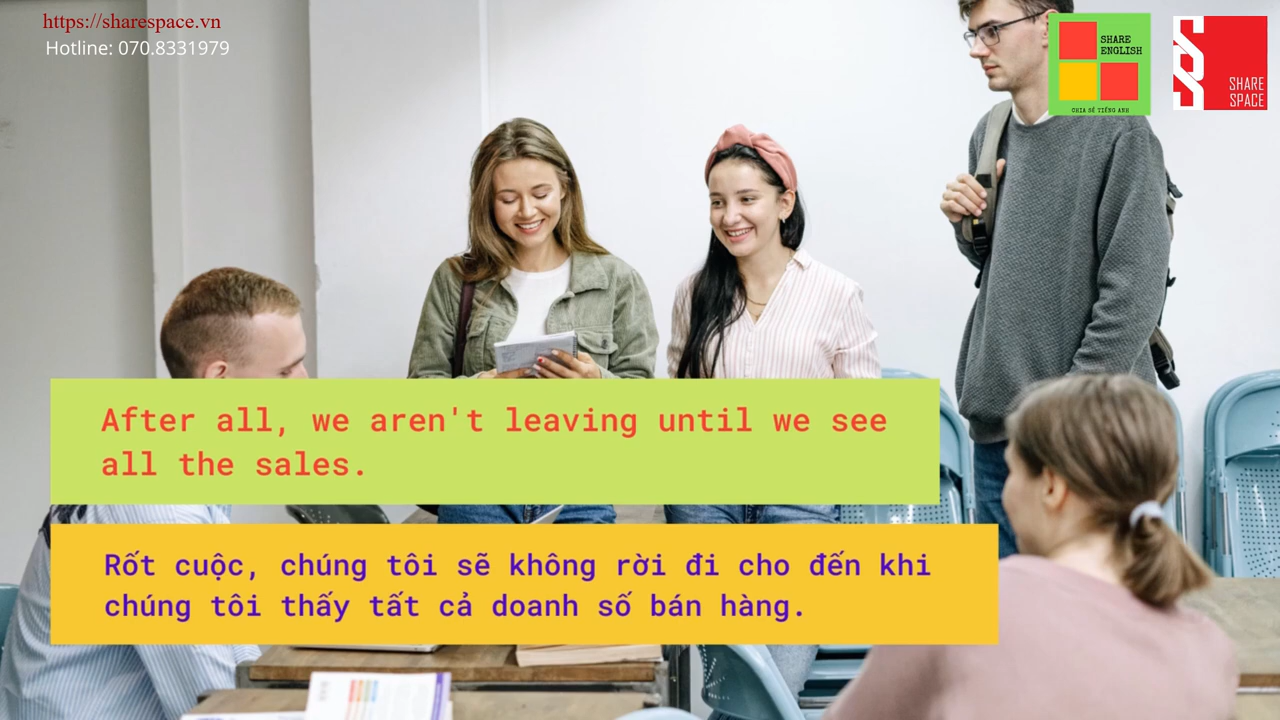 https://sharespace.vn
Hotline: 070.8331979
SHARE
ENGLISH
CHIA SẺ TIẾNG ANH
SHARE
SPACE
After all, we aren't leaving until we see
all the sales.
Rốt cuộc, chúng tôi sẽ không rời đi cho đến khi
chúng tôi thấy tất cả doanh số bán hàng.